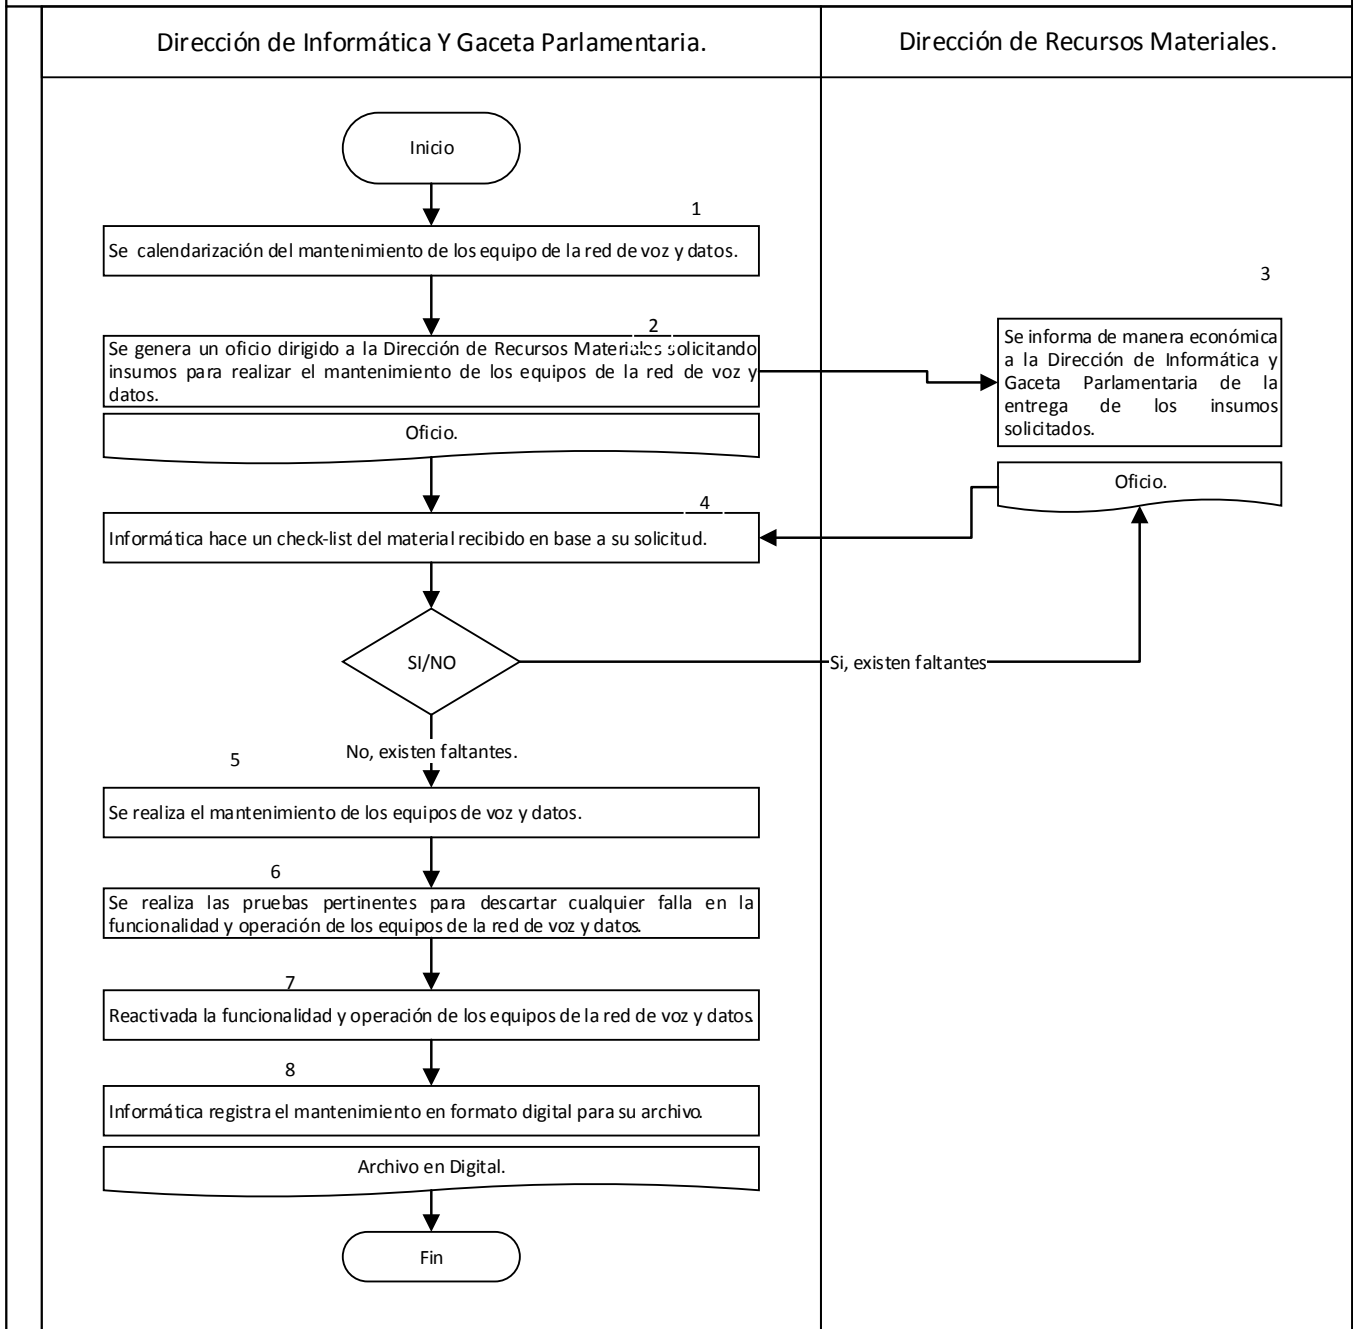 Dirección de Informática Y Gaceta Parlamentaria.
Dirección de Recursos Materiales.
Inicio
1
Se calendarización del mantenimiento de los equipo de la red de voz y datos.
2
Se genera un oficio dirigido a la Dirección de Recursos Materiales solicitando
insumos para realizar el mantenimiento de los equipos de la red de voz y
datos.
Oficio.
3
Se informa de manera económica
a la Dirección de Informática y
Gaceta Parlamentaria de la
entrega de los insumos
solicitados.
Oficio.
4
Informática hace un check-list del material recibido en base a su solicitud.
SI/NO
Si, existen faltantes
No, existen faltantes.
5
Se realiza el mantenimiento de los equipos de voz y datos.
6
Se realiza las pruebas pertinentes para descartar cualquier falla en la
funcionalidad y operación de los equipos de la red de voz y datos.
7
Reactivada la funcionalidad y operación de los equipos de la red de voz y datos.
8
Informática registra el mantenimiento en formato digital para su archivo.
Archivo en Digital.
Fin